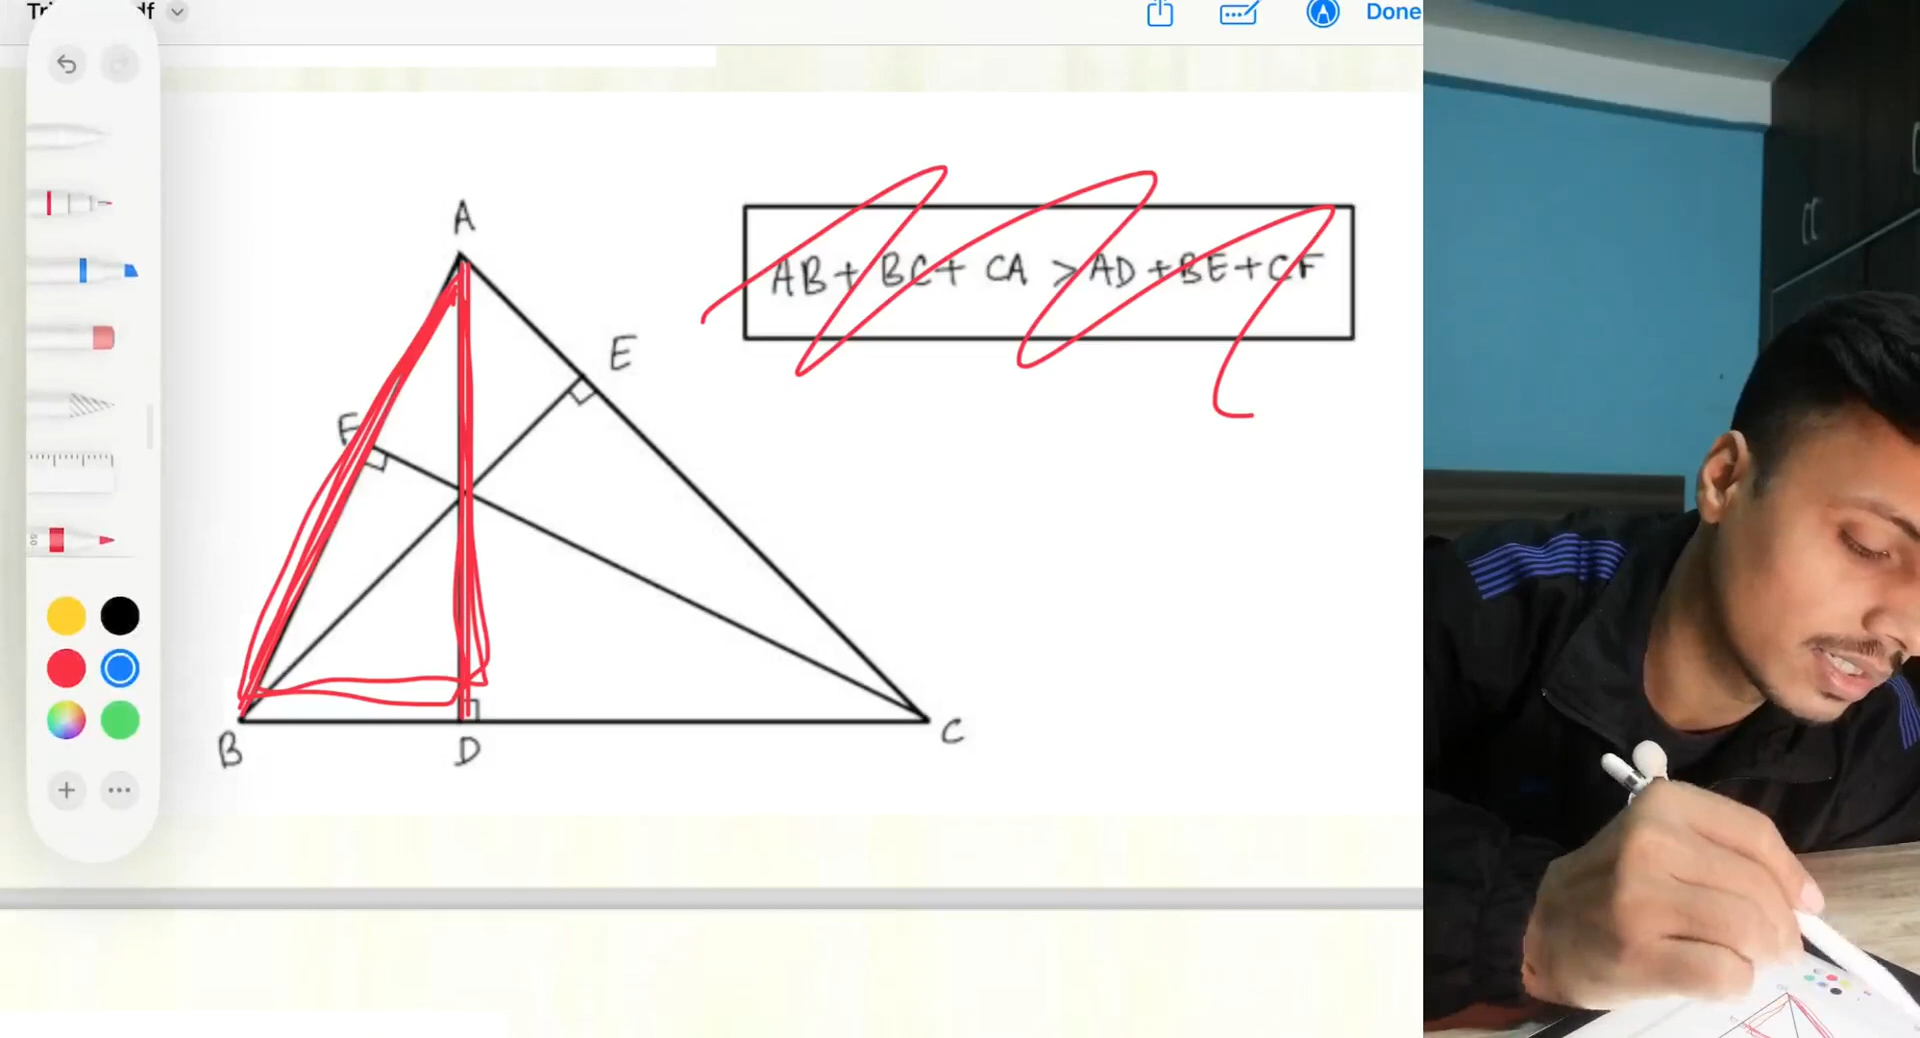 Done
A
AB + BC + CA > AD + BE + CF
E
F
B
D
C